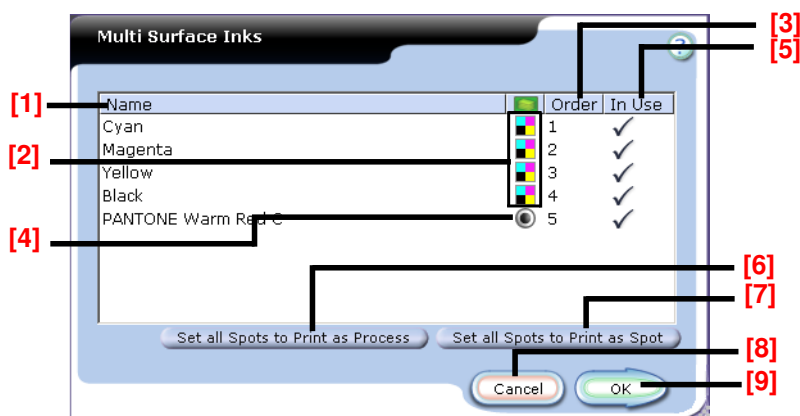 [3]
Multi Surface Inks
?
[5]
[1]
Name Order In Use
Cyan 1
[2]
Magenta 2
Yellow 3
Black 4
[4]
PANTONE Warm Red C 5
[6]
[7]
Set all Spots to Print as Process Set all Spots to Print as Spot
[8]
Cancel OK
[9]